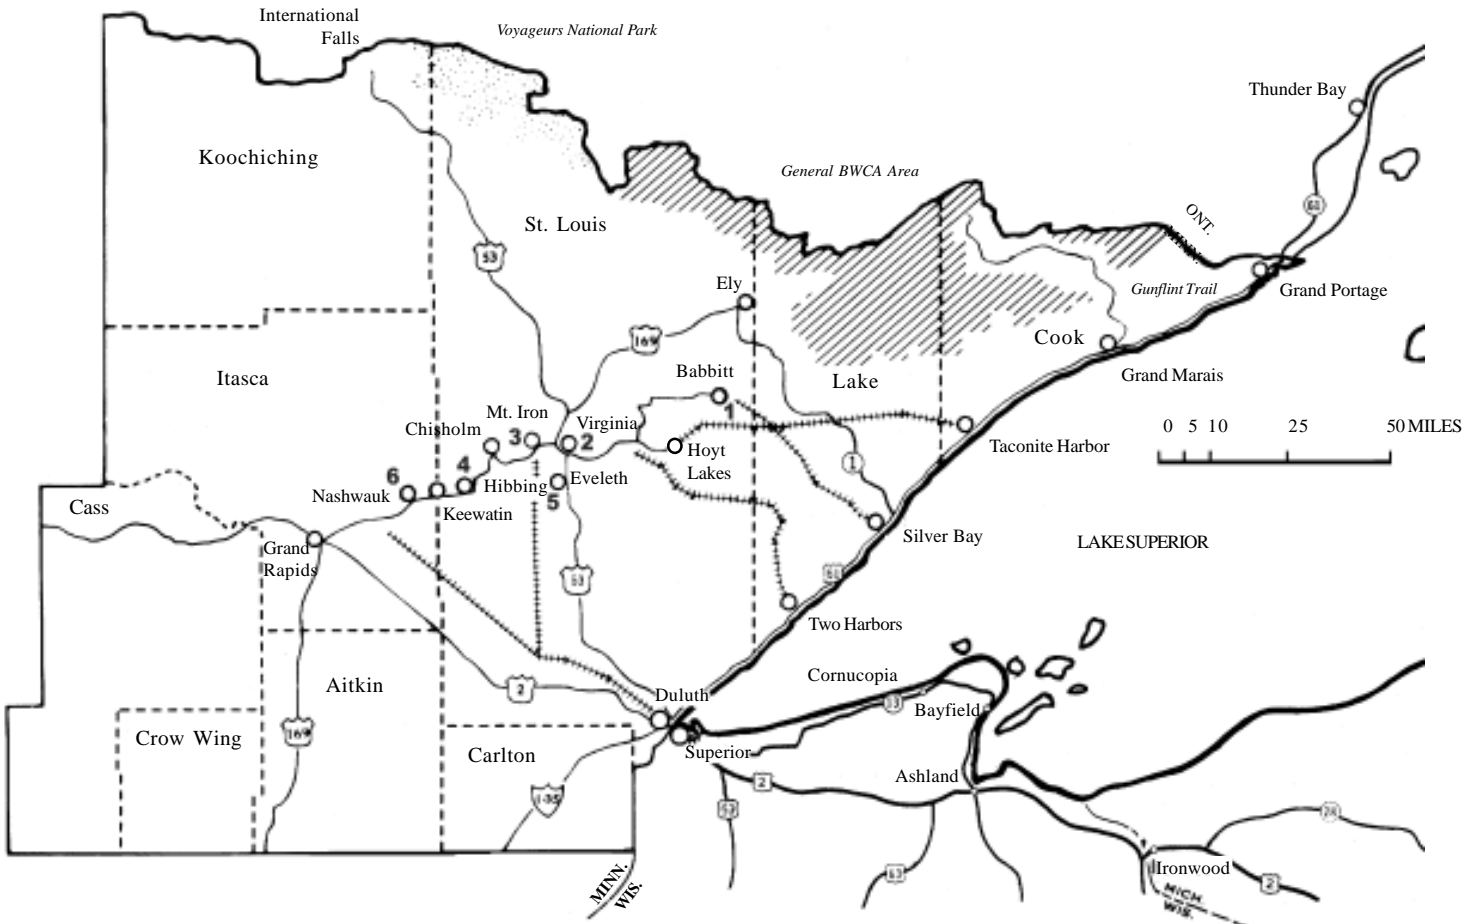 International
Falls
Voyageurs National Park
Thunder Bay
Koochiching
General BWCA Area
61
ONT.
MINN.
St. Louis
53
Ely
Gunflint Trail
Grand Portage
169
Cook
Itasca
Babbitt
Lake
Grand Marais
Mt. Iron
1
Chisholm
3
Virginia
2
Taconite Harbor
0 5 10 25 50 MILES
Hoyt
Lakes
4
6
Hibbing
Eveleth
1
Nashwauk
5
Cass
Keewatin
Silver Bay
LAKE SUPERIOR
Grand
Rapids
53
61
Two Harbors
Cornucopia
Aitkin
2
Duluth
13
Bayfield
Crow Wing
169
Carlton
Superior
Ashland
2
I-35
53
28
Ironwood
63
2
MINN.
WIS.
MICH.
WIS.